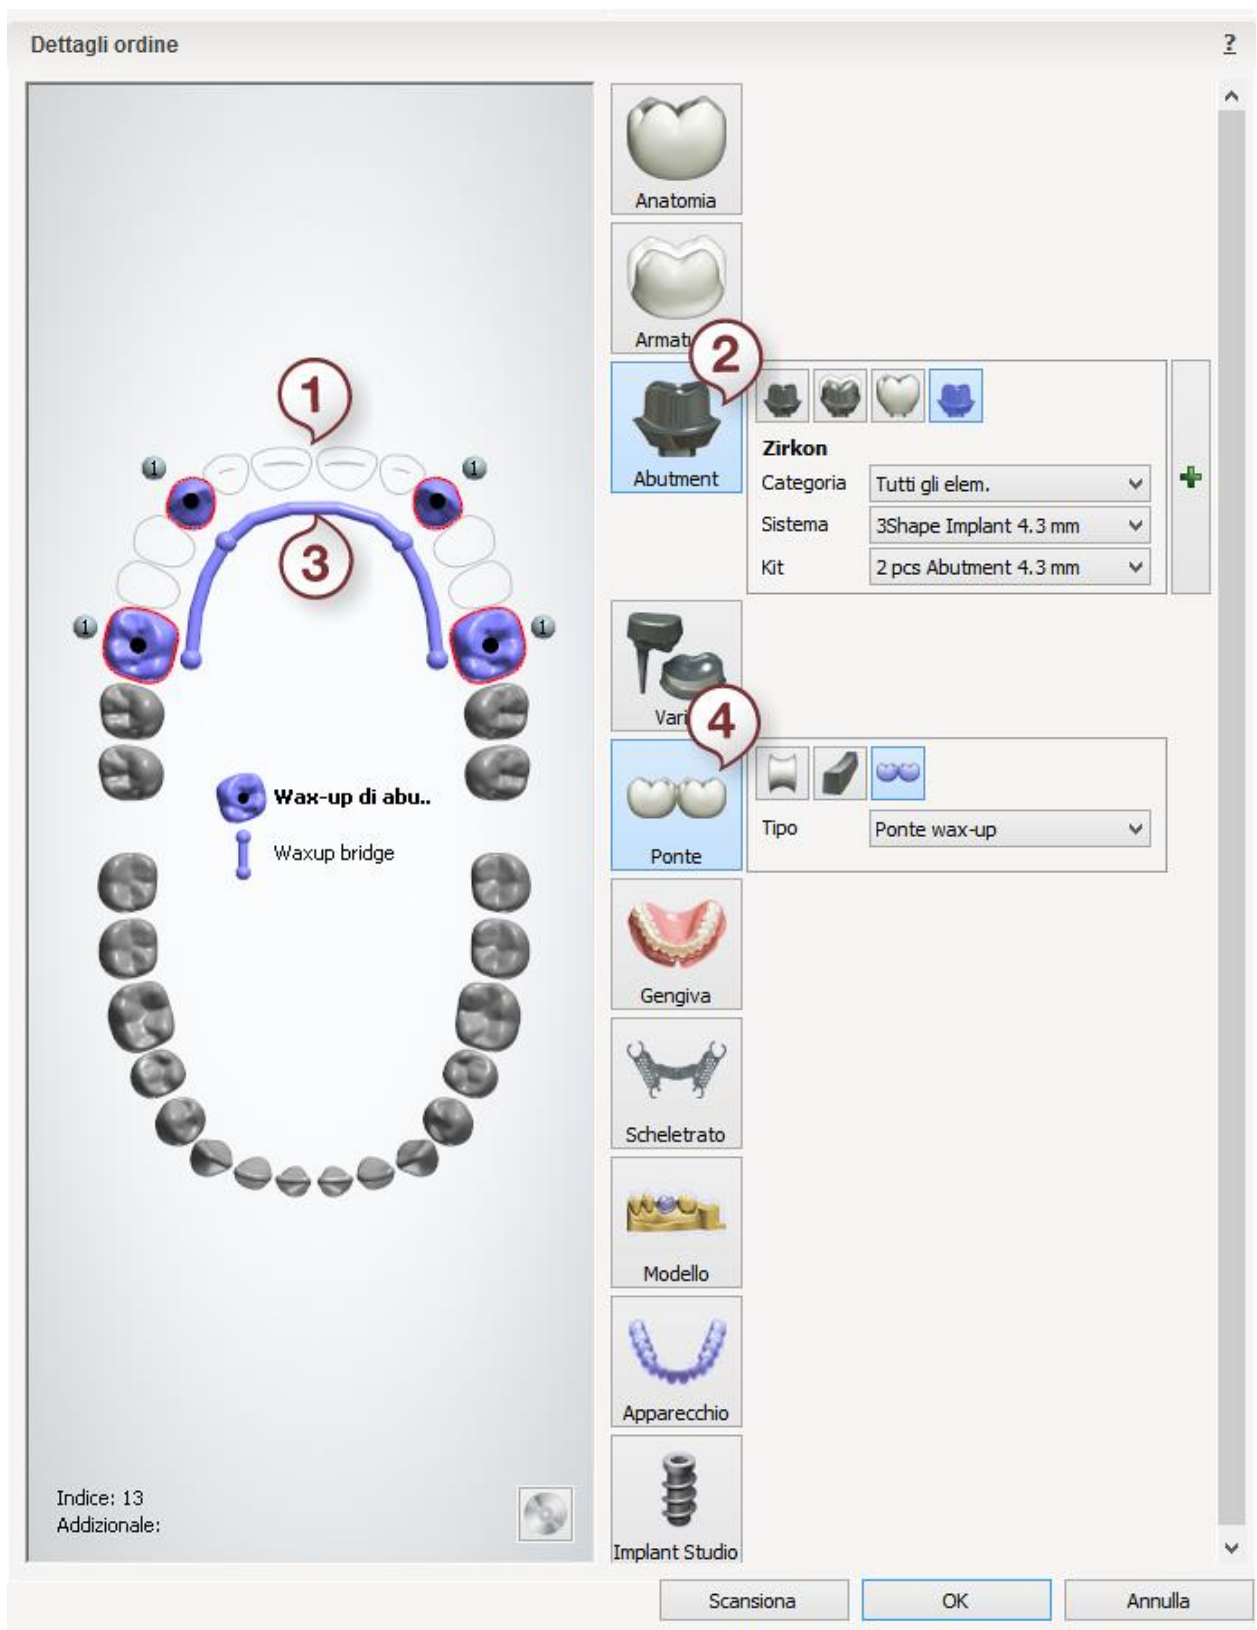 Dettagli ordine
?
Anatomia
Armatu
2
1
Abutment
Zirkon
Categoria
Tutti gli elem.
Sistema
3Shape Implant 4.3 mm
Kit
2 pcs Abutment 4.3 mm
1
1
3
1
1
Vari
4
Wax-up di abu..
Waxup bridge
Ponte
Tipo
Ponte wax-up
Gengiva
Scheletrato
Modello
Apparecchio
Implant Studio
Indice: 13
Addizionale:
Scansiona
OK
Annulla